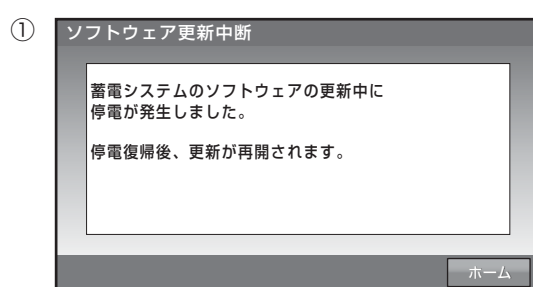 ①
ソフトウェア更新中断
蓄電システムのソフトウェアの更新中に
停電が発生しました。
停電復帰後、更新が再開されます。
ホーム